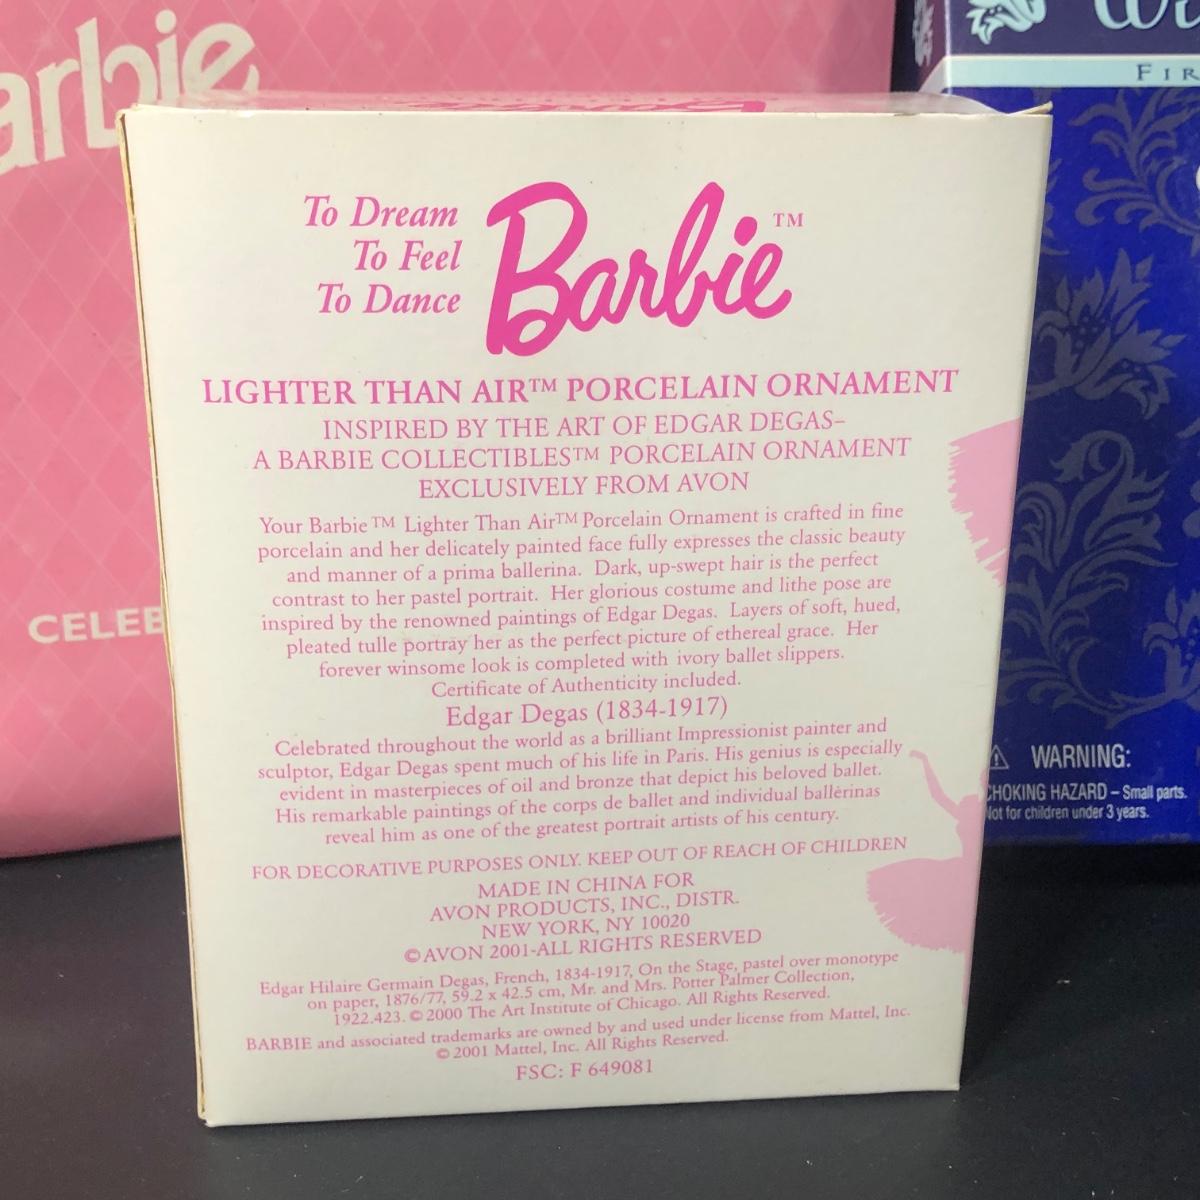 arbie
CELEB
FIR
WARNING:
CHOKING HAZARD – Small parts.
Not for children under 3 years.
To Dream
To Feel
To Dance
Barbie™
LIGHTER THAN AIR™ PORCELAIN ORNAMENT
INSPIRED BY THE ART OF EDGAR DEGAS–
A BARBIE COLLECTIBLES™ PORCELAIN ORNAMENT
EXCLUSIVELY FROM AVON
Your Barbie™ Lighter Than Air™ Porcelain Ornament is crafted in fine
porcelain and her delicately painted face fully expresses the classic beauty
and manner of a prima ballerina. Dark, up-swept hair is the perfect
contrast to her pastel portrait. Her glorious costume and lithe pose are
inspired by the renowned paintings of Edgar Degas. Layers of soft, hued,
pleated tulle portray her as the perfect picture of ethereal grace. Her
forever winsome look is completed with ivory ballet slippers.
Certificate of Authenticity included.
Edgar Degas (1834-1917)
Celebrated throughout the world as a brilliant Impressionist painter and
sculptor, Edgar Degas spent much of his life in Paris. His genius is especially
evident in masterpieces of oil and bronze that depict his beloved ballet.
His remarkable paintings of the corps de ballet and individual ballerinas
reveal him as one of the greatest portrait artists of his century.
FOR DECORATIVE PURPOSES ONLY. KEEP OUT OF REACH OF CHILDREN
MADE IN CHINA FOR
AVON PRODUCTS, INC., DISTR.
NEW YORK, NY 10020
©AVON 2001-ALL RIGHTS RESERVED
Edgar Hilaire Germain Degas, French, 1834-1917, On the Stage, pastel over monotype
on paper, 1876/77, 59.2 x 42.5 cm, Mr. and Mrs. Potter Palmer Collection,
1922.423. © 2000 The Art Institute of Chicago. All Rights Reserved.
BARBIE and associated trademarks are owned by and used under license from Mattel, Inc.
© 2001 Mattel, Inc. All Rights Reserved.
FSC: F 649081